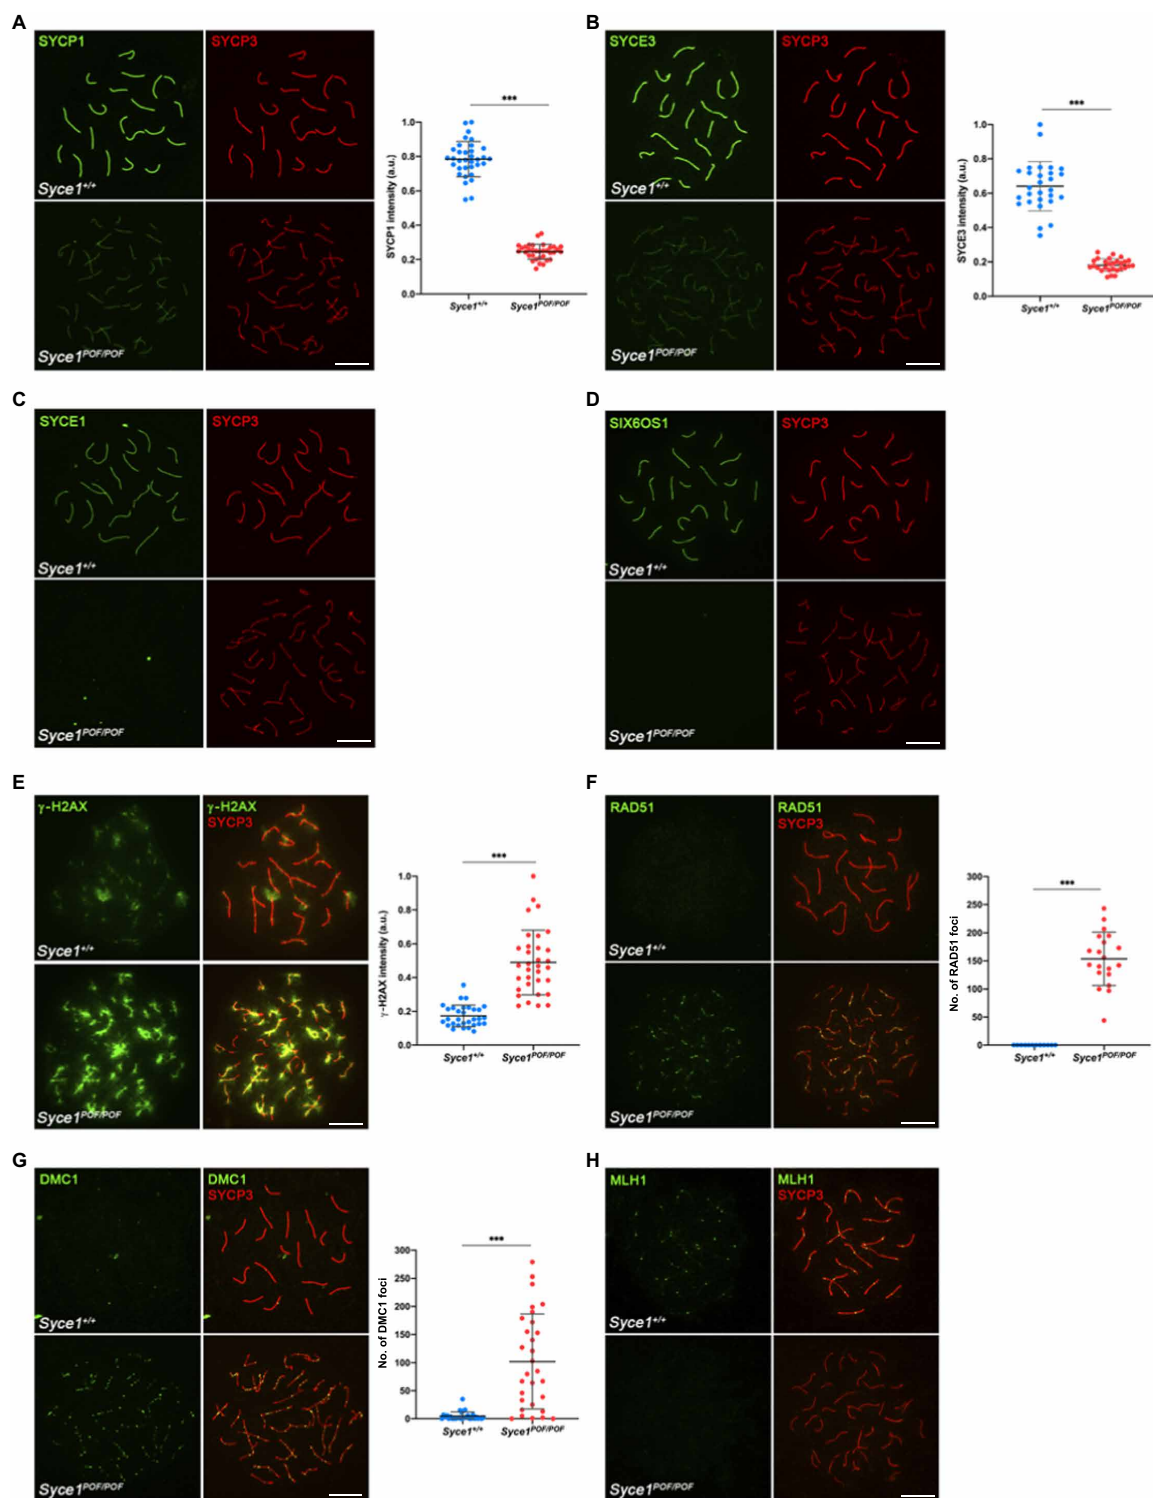 A
SYCP1
SYCP3
Syce1+/+
Syce1POF/POF
***
SYCP1 intensity (a.u.)
1.0
0.8
0.6
0.4
0.2
0.0
Syce1+/+
Syce1POF/POF
B
SYCE3
SYCP3
Syce1+/+
Syce1POF/POF
***
SYCE3 intensity (a.u.)
1.0
0.8
0.6
0.4
0.2
0.0
Syce1+/+
Syce1POF/POF
C
SYCE1
SYCP3
Syce1+/+
Syce1POF/POF
D
SIX6OS1
SYCP3
Syce1+/+
Syce1POF/POF
E
γ-H2AX
γ-H2AX
SYCP3
Syce1+/+
Syce1POF/POF
***
γ-H2AX intensity (a.u.)
1.0
0.8
0.6
0.4
0.2
0.0
Syce1+/+
Syce1POF/POF
F
RAD51
RAD51
SYCP3
Syce1+/+
Syce1POF/POF
***
No. of RAD51 foci
300
250
200
150
100
50
0
Syce1+/+
Syce1POF/POF
G
DMC1
DMC1
SYCP3
Syce1+/+
Syce1POF/POF
***
No. of DMC1 foci
300
250
200
150
100
50
0
Syce1+/+
Syce1POF/POF
H
MLH1
MLH1
SYCP3
Syce1+/+
Syce1POF/POF